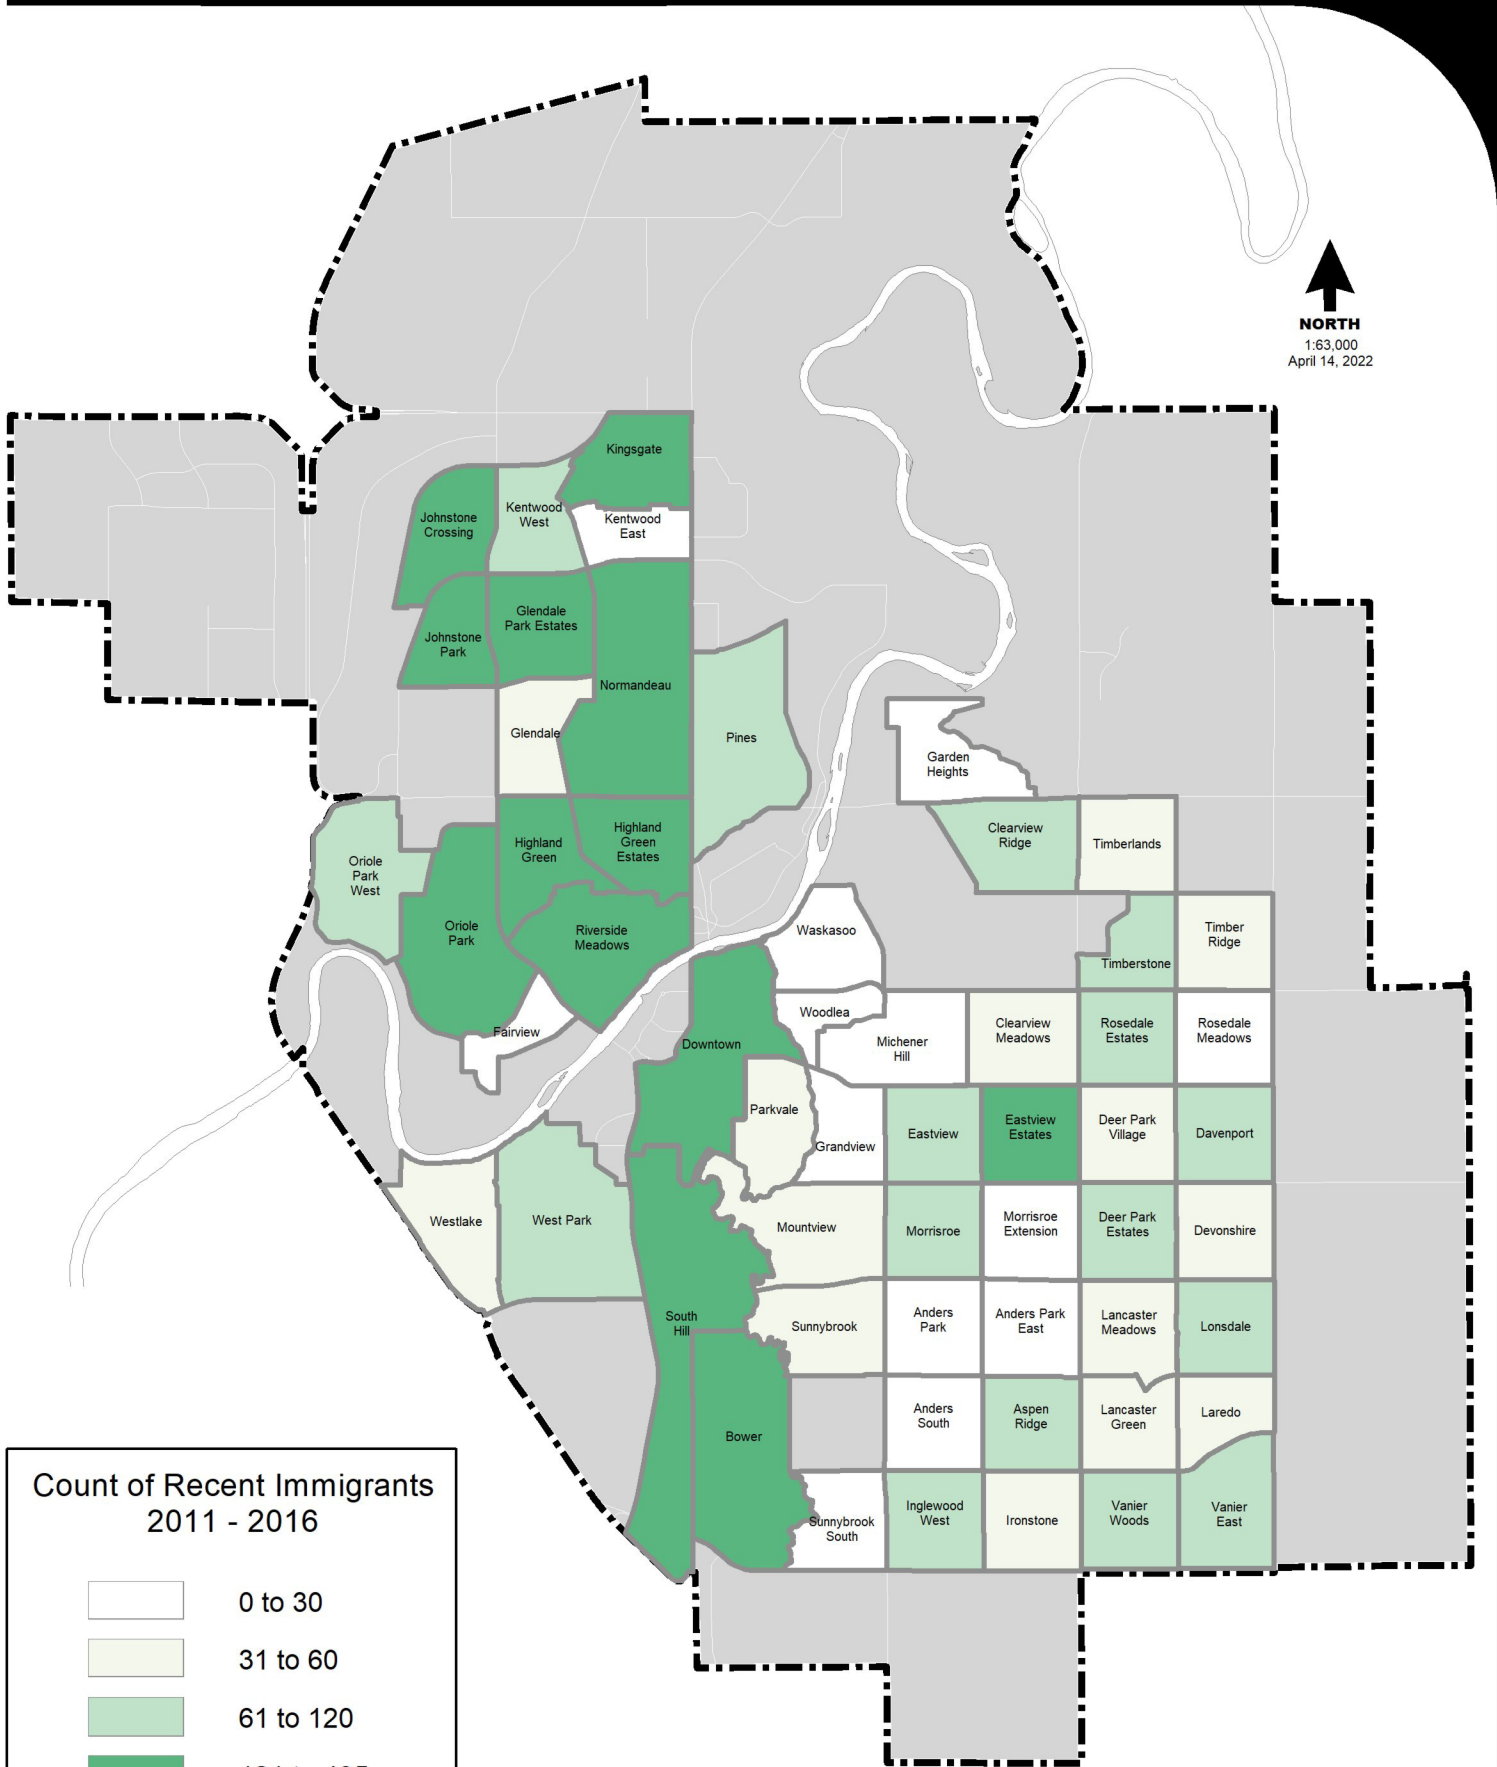 NORTH
1:63,000
April 14, 2022
Kingsgate
Johnstone
Crossing
Kentwood
West
Kentwood
East
Johnstone
Park
Glendale
Park Estates
Normandeau
Glendale
Pines
Garden
Heights
Oriole
Park
West
Highland
Green
Highland
Green
Estates
Clearview
Ridge
Timberlands
Oriole
Park
Riverside
Meadows
Waskasoo
Timber
Ridge
Timberstone
Fairview
Woodlea
Downtown
Michener
Hill
Clearview
Meadows
Rosedale
Estates
Rosedale
Meadows
Parkvale
Grandview
Eastview
Eastview
Estates
Deer Park
Village
Davenport
Westlake
West Park
Mountview
Morrisroe
Morrisroe
Extension
Deer Park
Estates
Devonshire
South
Hill
Sunnybrook
Anders
Park
Anders Park
East
Lancaster
Meadows
Lonsdale
Bower
Anders
South
Aspen
Ridge
Lancaster
Green
Laredo
Sunnybrook
South
Inglewood
West
Ironstone
Vanier
Woods
Vanier
East
Count of Recent Immigrants
2011 - 2016
0 to 30
31 to 60
61 to 120